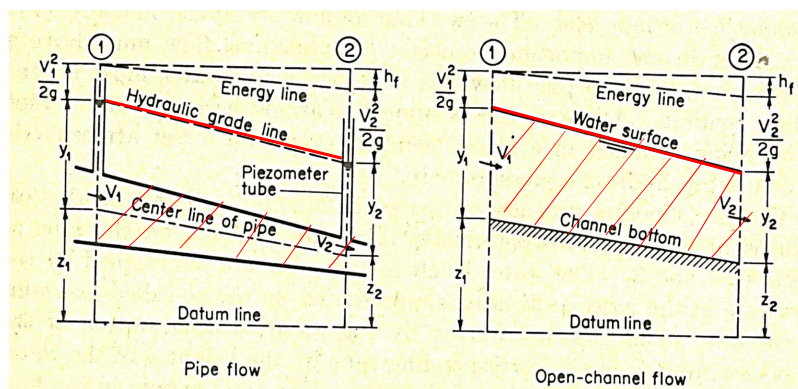 1
2
V₁²
2g
h_f
Energy line
Hydraulic grade line
V₂²
2g
y₁
Piezometer
tube
y₂
V₁
Center line of pipe
V₂
z₁
z₂
Datum line
Pipe flow
1
2
V₁²
2g
h_f
Energy line
Water surface
V₂²
2g
y₁
V₁
y₂
V₂
Channel bottom
z₁
z₂
Datum line
Open-channel flow